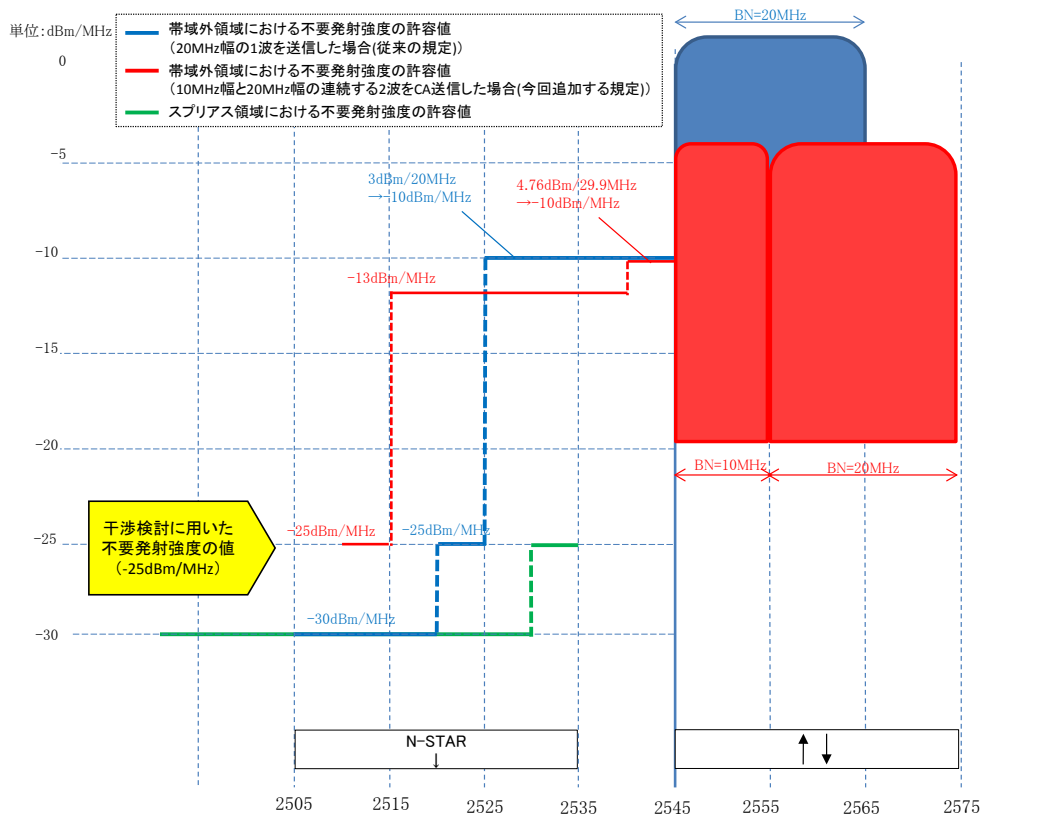 単位:dBm/MHz
帯域外領域における不要発射強度の許容値
（20MHz幅の1波を送信した場合(従来の規定)）
帯域外領域における不要発射強度の許容値
（10MHz幅と20MHz幅の連続する2波をCA送信した場合(今回追加する規定)）
スプリアス領域における不要発射強度の許容値
BN=20MHz
0
-5
3dBm/20MHz
→-10dBm/MHz
4.76dBm/29.9MHz
→-10dBm/MHz
-10
-13dBm/MHz
-15
-20
BN=10MHz
BN=20MHz
干渉検討に用いた
不要発射強度の値
（-25dBm/MHz）
-25
-25dBm/MHz
-25dBm/MHz
-30dBm/MHz
-30
N-STAR
↓
↑ ↓
2505
2515
2525
2535
2545
2555
2565
2575